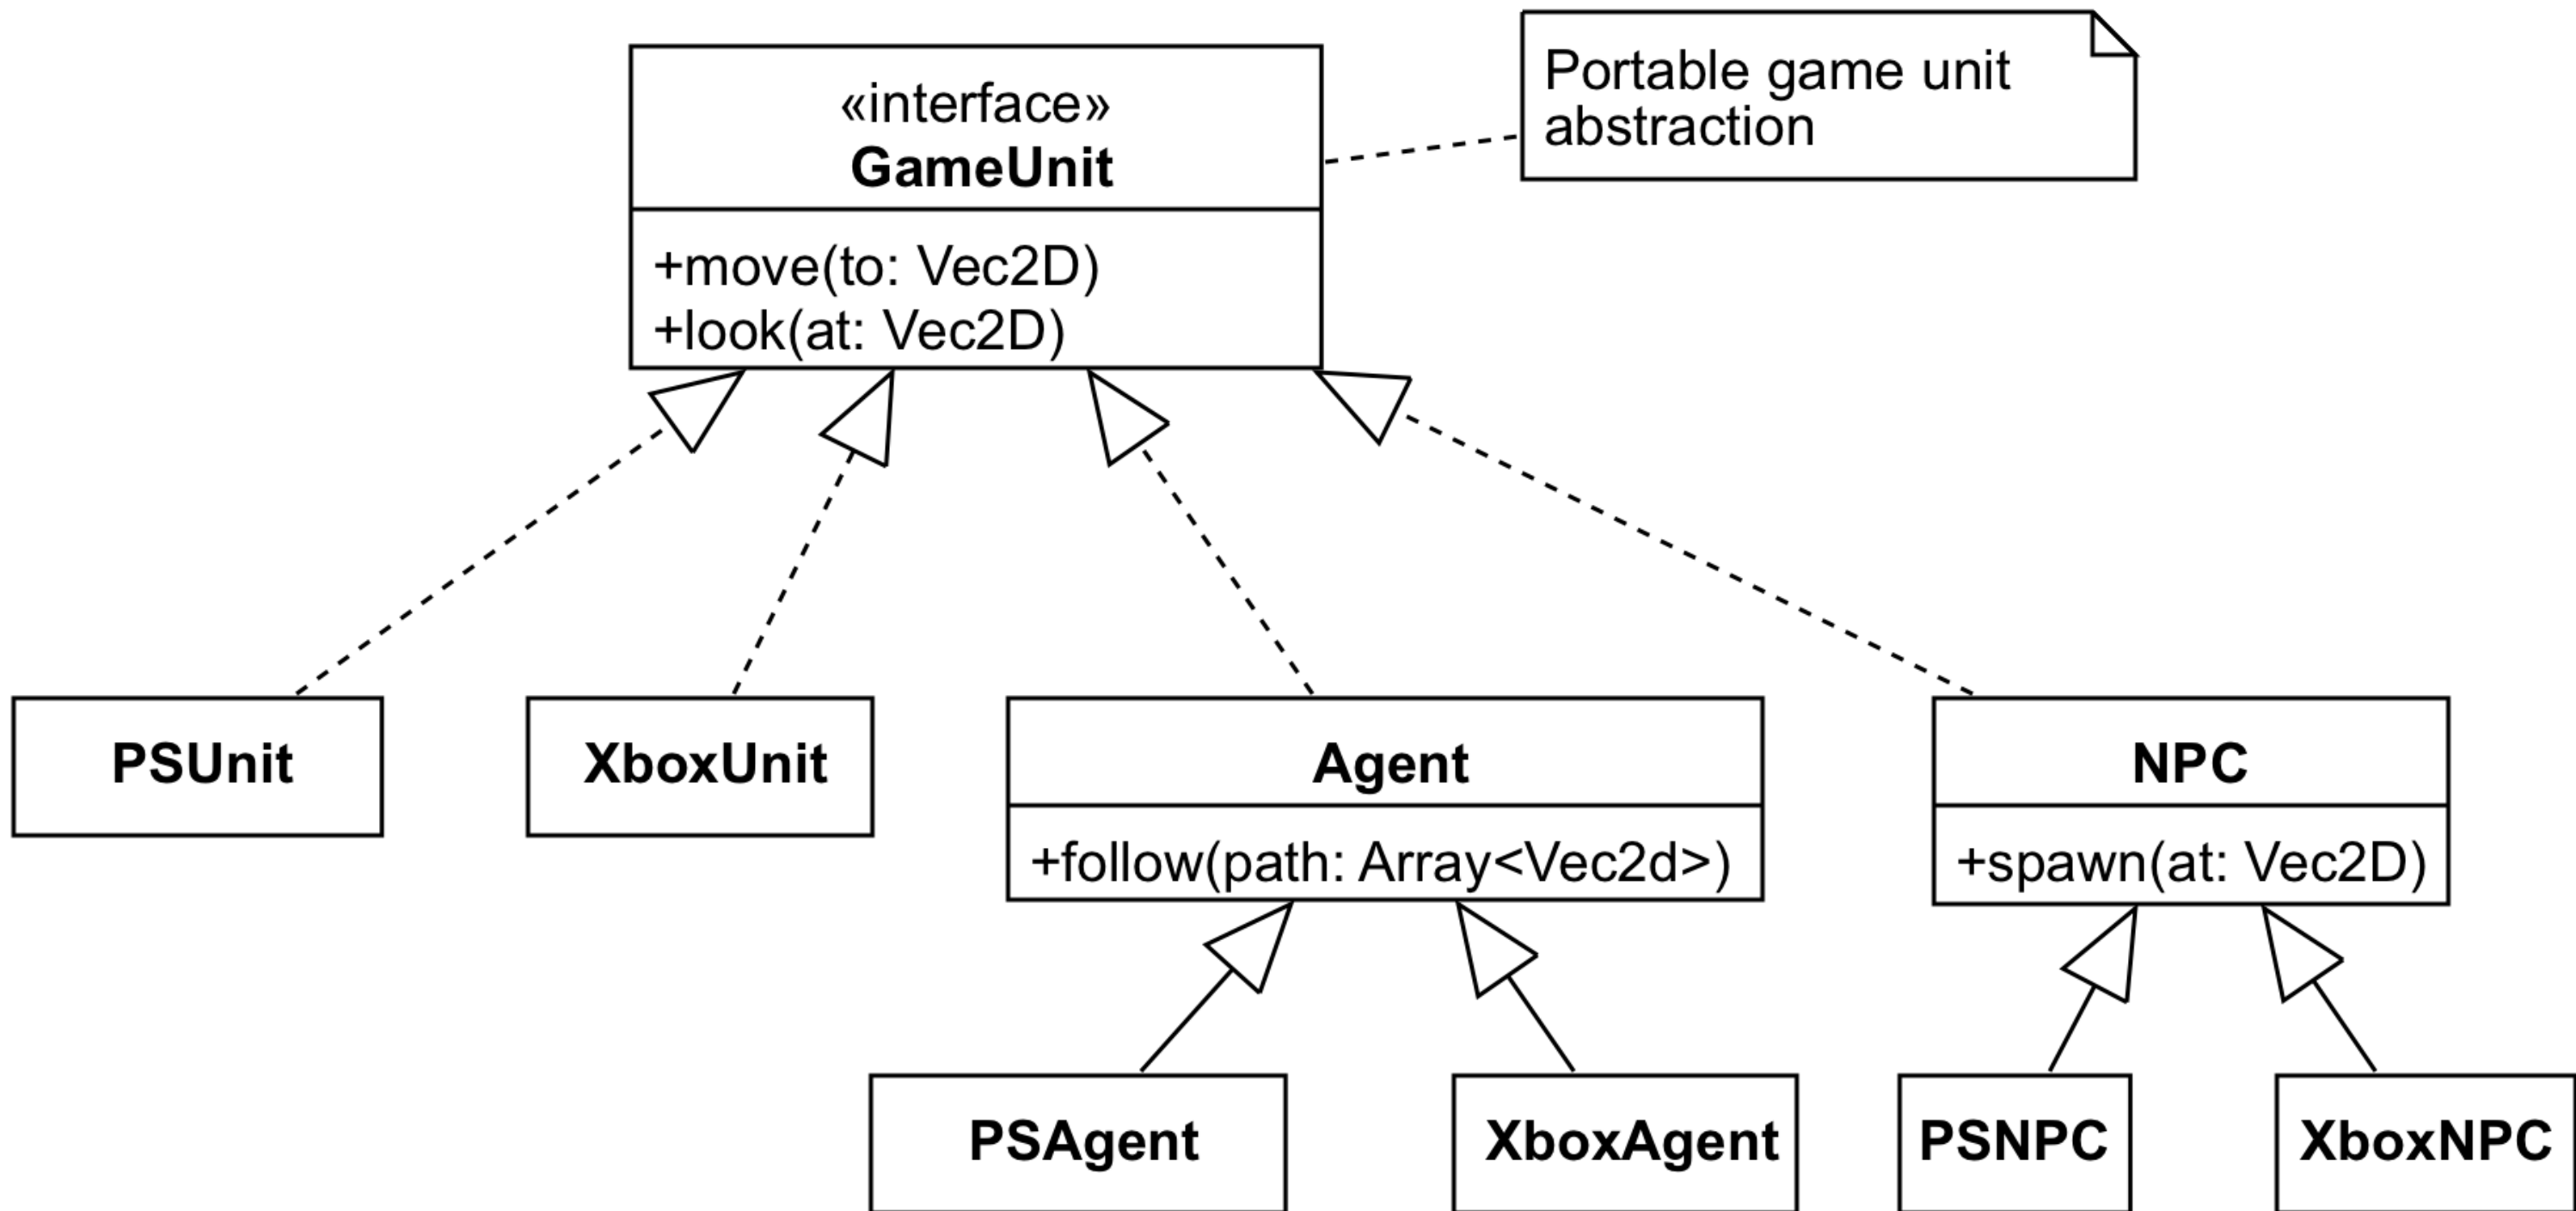 «interface»
GameUnit
+move(to: Vec2D)
+look(at: Vec2D)
Portable game unit
abstraction
PSUnit
XboxUnit
Agent
+follow(path: Array<Vec2d>)
NPC
+spawn(at: Vec2D)
PSAgent
XboxAgent
PSNPC
XboxNPC